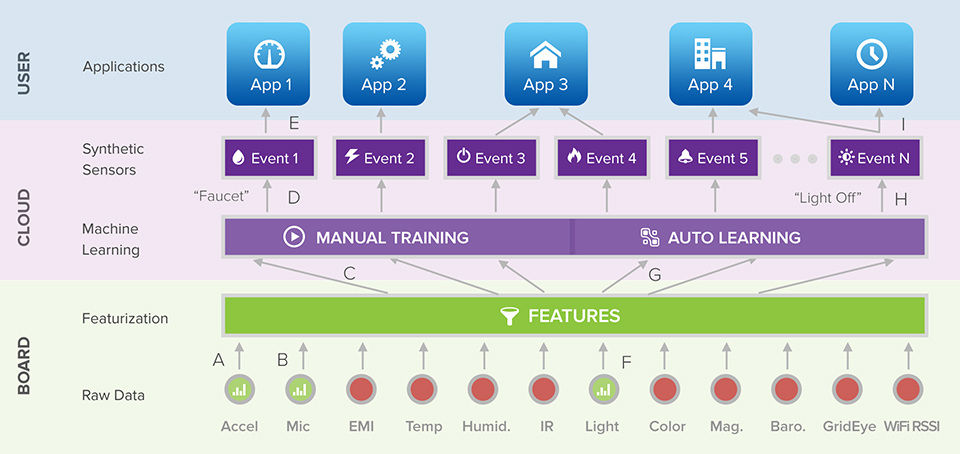 USER
Applications
App 1
App 2
App 3
App 4
App N
E
I
CLOUD
Synthetic
Sensors
Event 1
Event 2
Event 3
Event 4
Event 5
Event N
“Faucet”
D
“Light Off”
H
Machine
Learning
MANUAL TRAINING
AUTO LEARNING
C
G
BOARD
Featurization
FEATURES
A
B
F
Raw Data
Accel
Mic
EMI
Temp
Humid.
IR
Light
Color
Mag.
Baro.
GridEye
WiFi RSSI